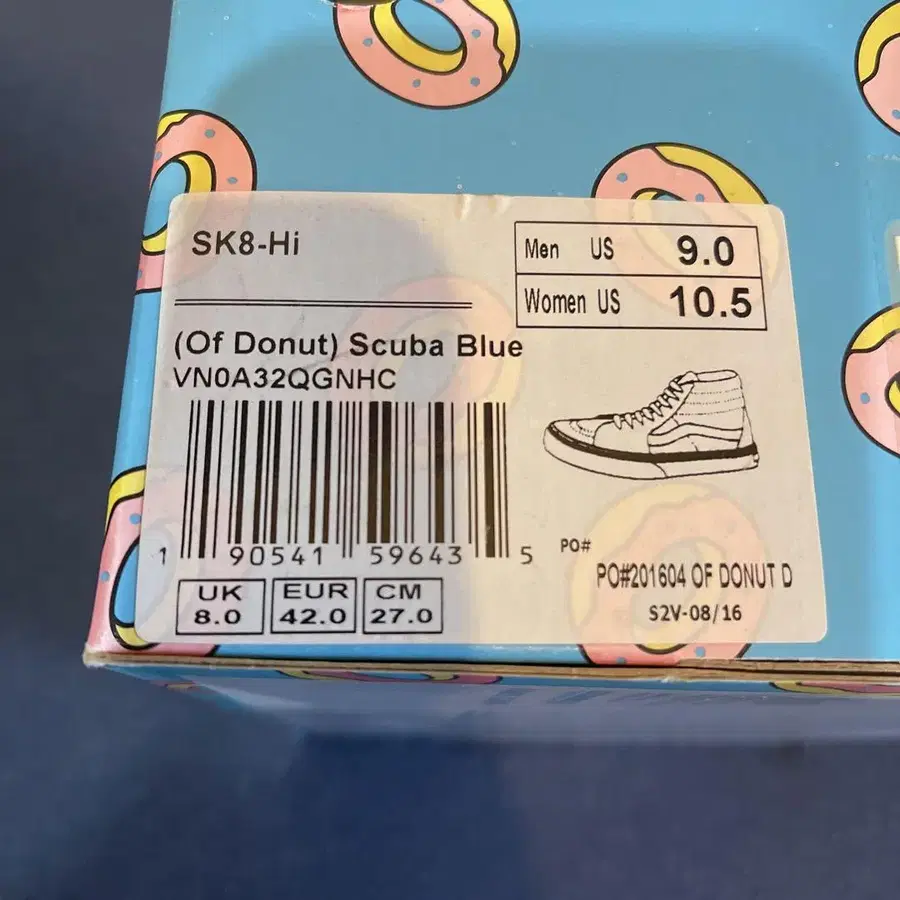 SK8-Hi
Men US 9.0
Women US 10.5
(Of Donut) Scuba Blue
VN0A32QGNHC
1 90541 59643 5
PO#
PO#201604 OF DONUT D
S2V-08/16
UK EUR CM
8.0 42.0 27.0